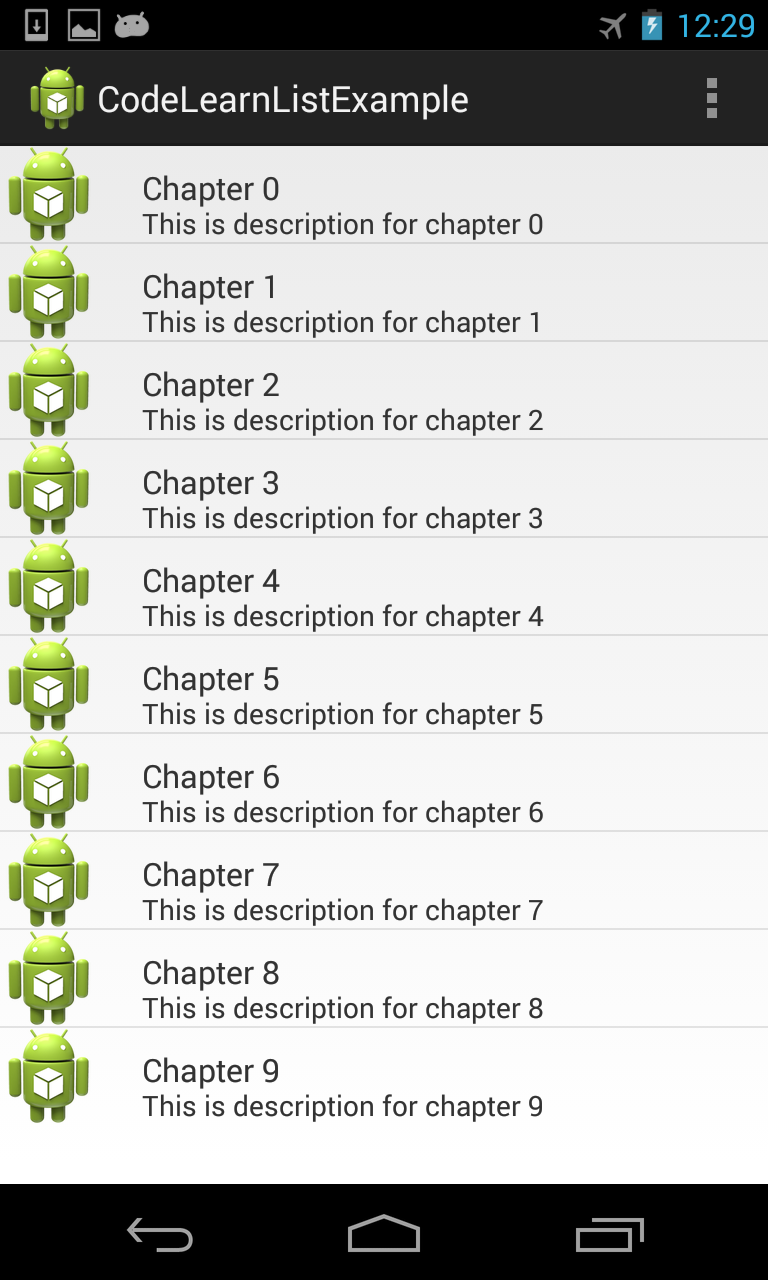 12:29
CodeLearnListExample
Chapter 0
This is description for chapter 0
Chapter 1
This is description for chapter 1
Chapter 2
This is description for chapter 2
Chapter 3
This is description for chapter 3
Chapter 4
This is description for chapter 4
Chapter 5
This is description for chapter 5
Chapter 6
This is description for chapter 6
Chapter 7
This is description for chapter 7
Chapter 8
This is description for chapter 8
Chapter 9
This is description for chapter 9